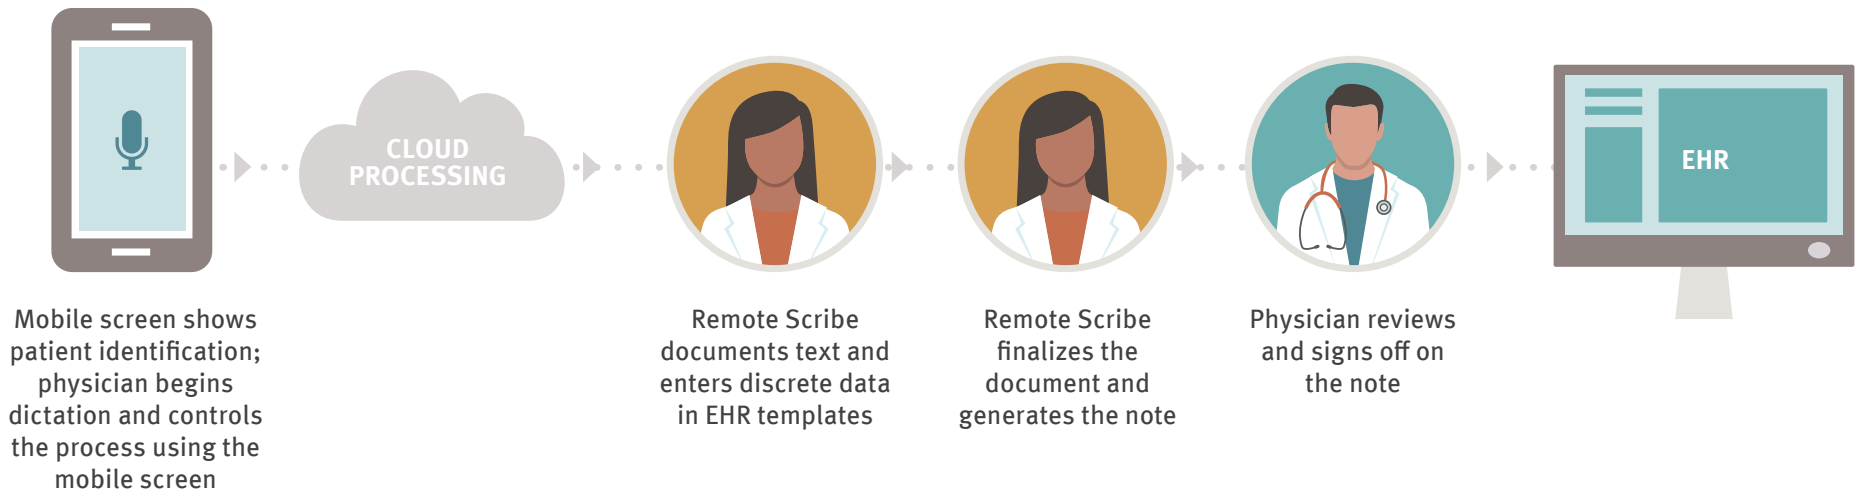 CLOUD
PROCESSING
EHR
Mobile screen shows
patient identification;
physician begins
dictation and controls
the process using the
mobile screen
Remote Scribe
documents text and
enters discrete data
in EHR templates
Remote Scribe
finalizes the
document and
generates the note
Physician reviews
and signs off on
the note